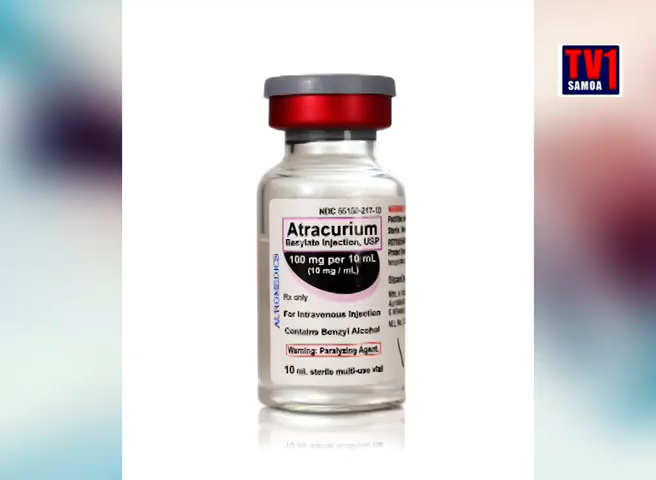 TV1
SAMOA
NDC 55150-217-10
Atracurium
Besylate Injection, USP
100 mg per 10 mL
(10 mg / mL)
Rx only
For Intravenous Injection
Contains Benzyl Alcohol
Warning: Paralyzing Agent.
10 mL sterile multi-use vial
AUROMEDICS